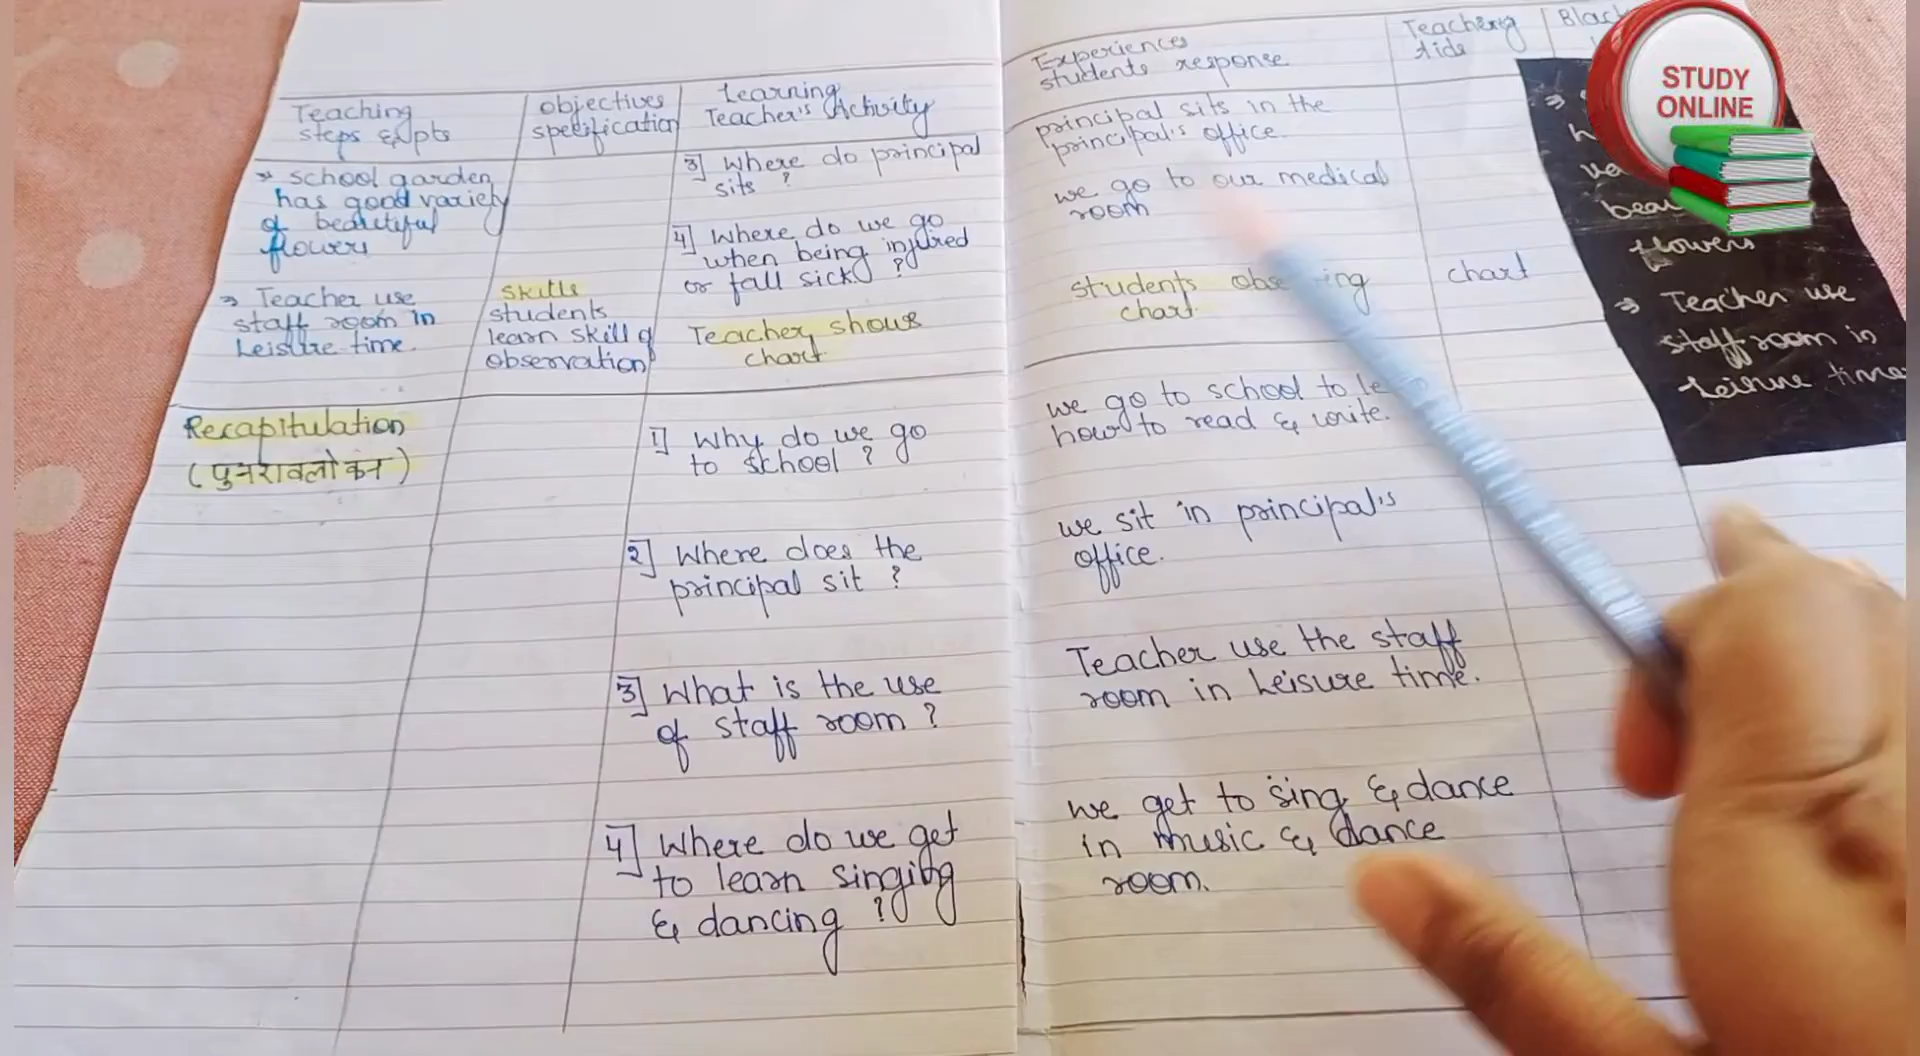 Teaching
steps & pts
objectives
specification
Learning
Teacher's Activity
Experiences
students response
Teaching
Aids
⇒ School garden
has good variety
of beautiful
flowers
⇒ Teacher use
staff room in
Leisure time.
Skills
students
learn skill of
observation
3] Where do principal
sits ?
4] Where do we go
when being injured
or fall sick ?
Teacher shows
chart.
principal sits in the
principal's office.
we go to our medical
room
students
chart.
chart
flowers
⇒ Teacher use
staff room in
Leisure time
Recapitulation
(पुनरावलोकन)
1] Why do we go
to school ?
2] Where does the
principal sit ?
3] What is the use
of staff room ?
4] Where do we get
to learn singing
& dancing ?
we go to school to
how to read & write.
we sit in principal's
office.
Teacher use the staff
room in Leisure time.
we get to sing & dance
in music & dance
room.
STUDY
ONLINE